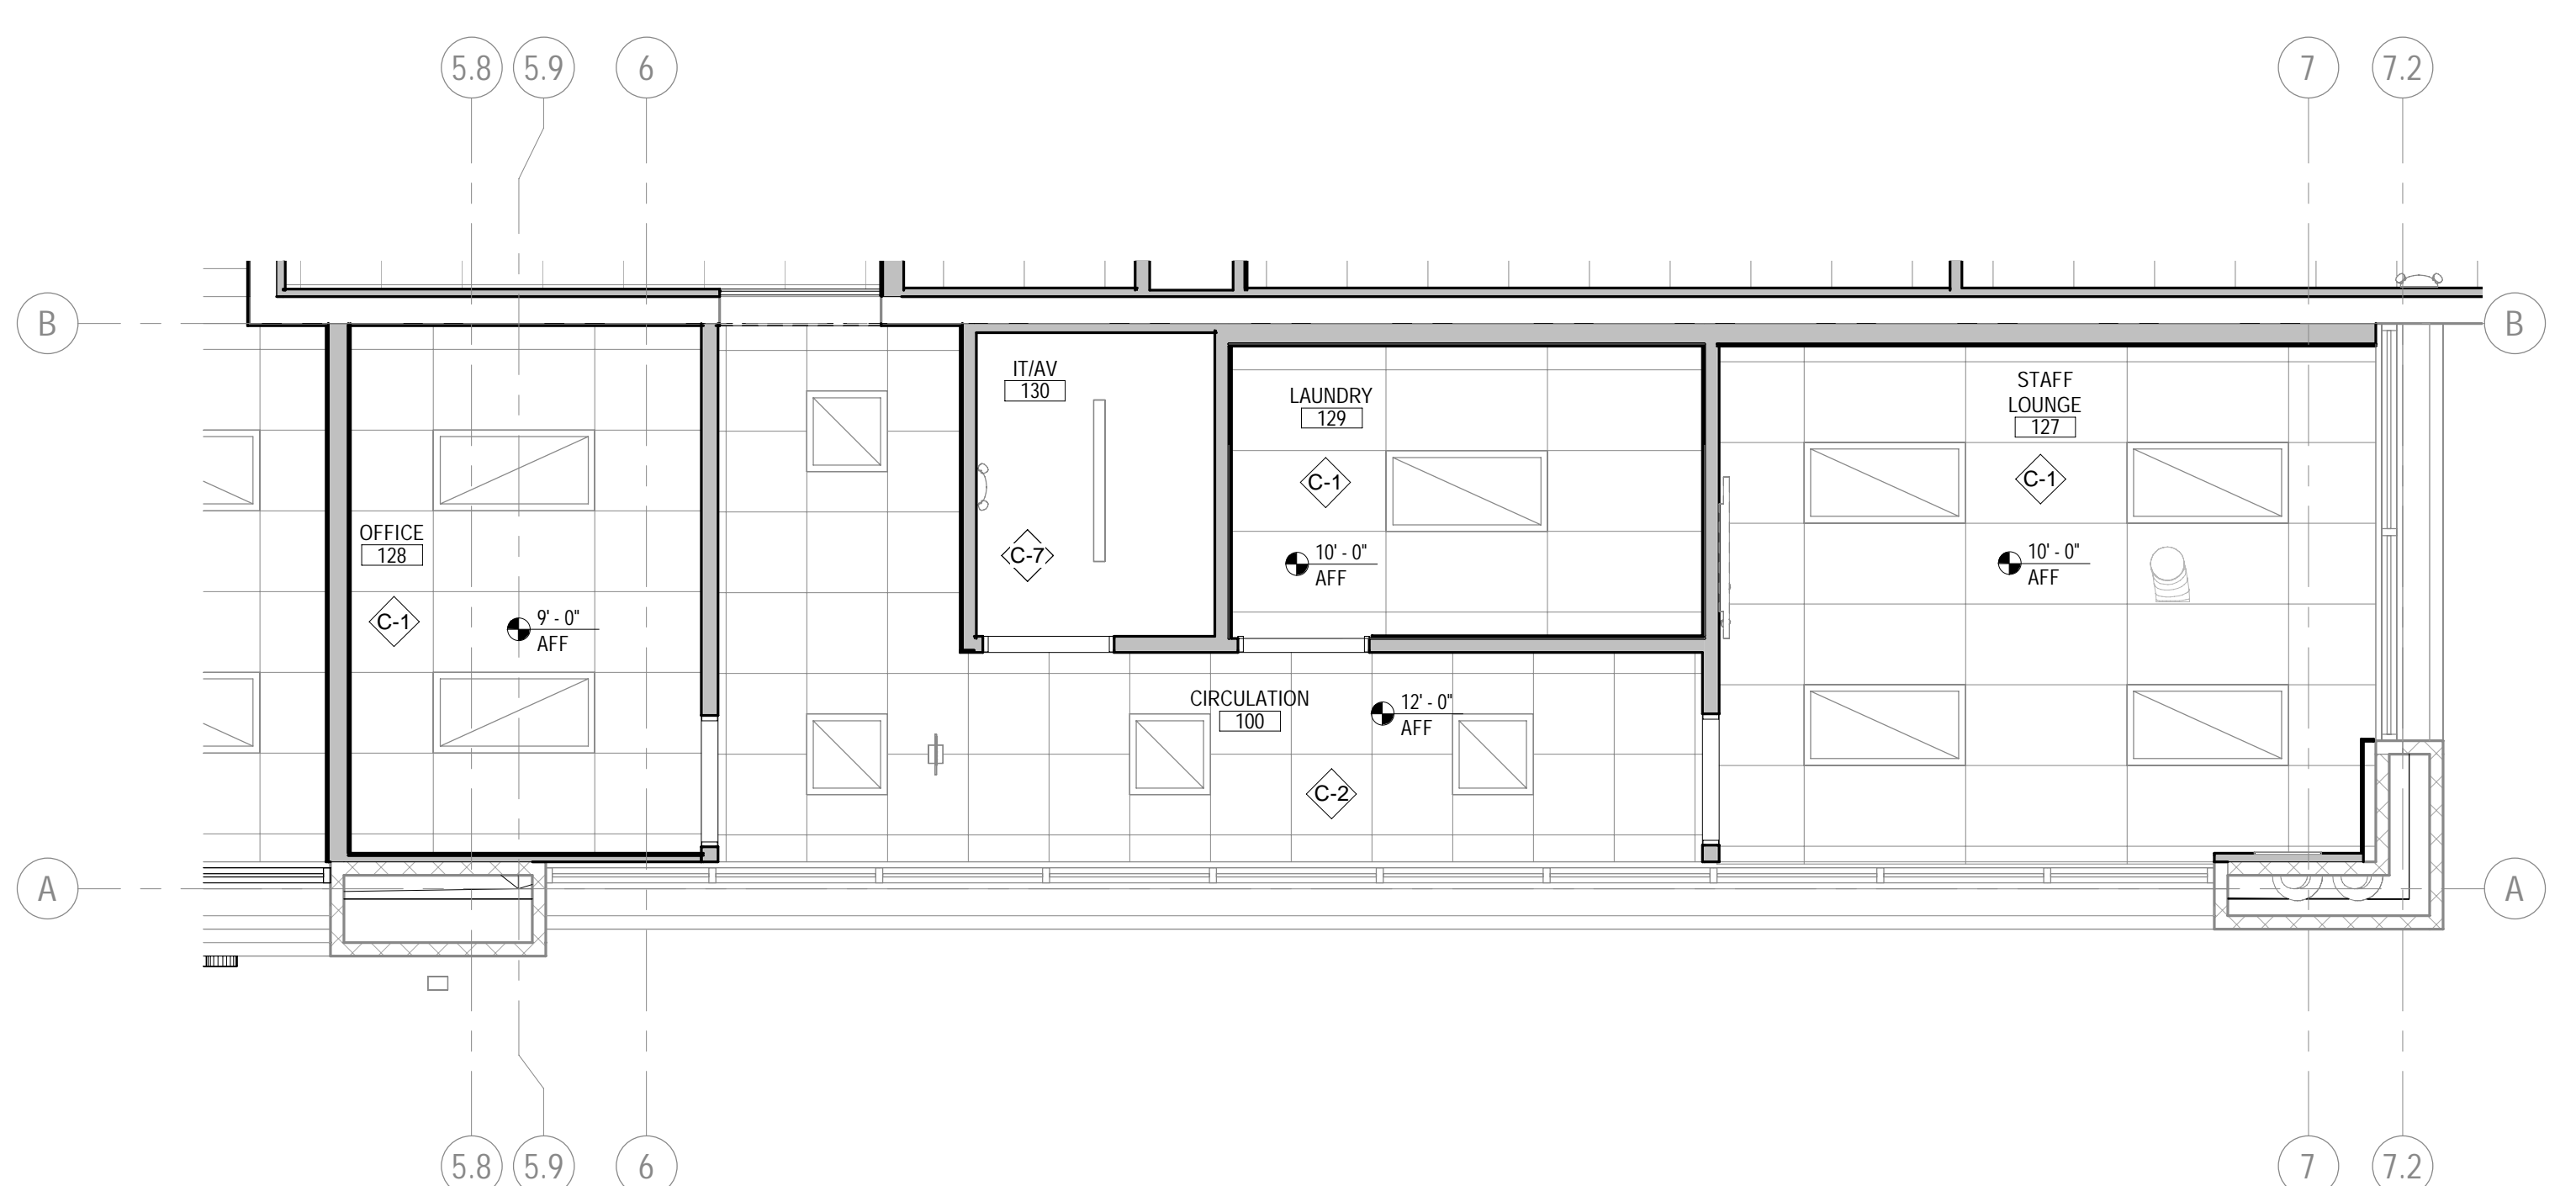 5.8 5.9 6 7 7.2
B B
IT/AV
130
LAUNDRY
129
STAFF
LOUNGE
127
C-1
C-1
OFFICE
128
C-7
10' - 0"
AFF
10' - 0"
AFF
C-1
9' - 0"
AFF
CIRCULATION
100
12' - 0"
AFF
C-2
A A
5.8 5.9 6 7 7.2